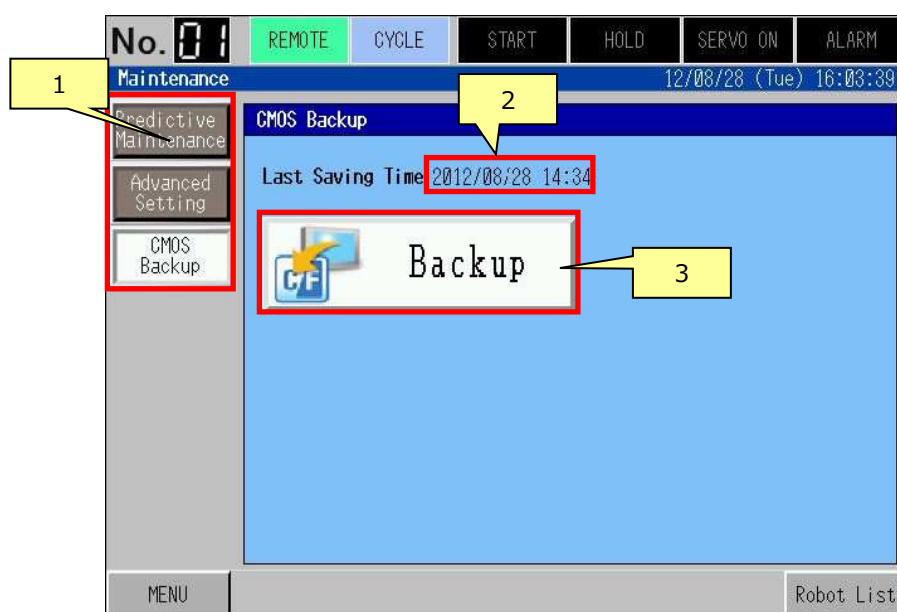 No. 01 REMOTE CYCLE START HOLD SERVO ON ALARM
Maintenance 12/08/28 (Tue) 16:03:39
1
2
Predictive
Maintenance
CMOS Backup
Last Saving Time 2012/08/28 14:34
Advanced
Setting
CMOS
Backup
C/F
Backup
3
MENU Robot List